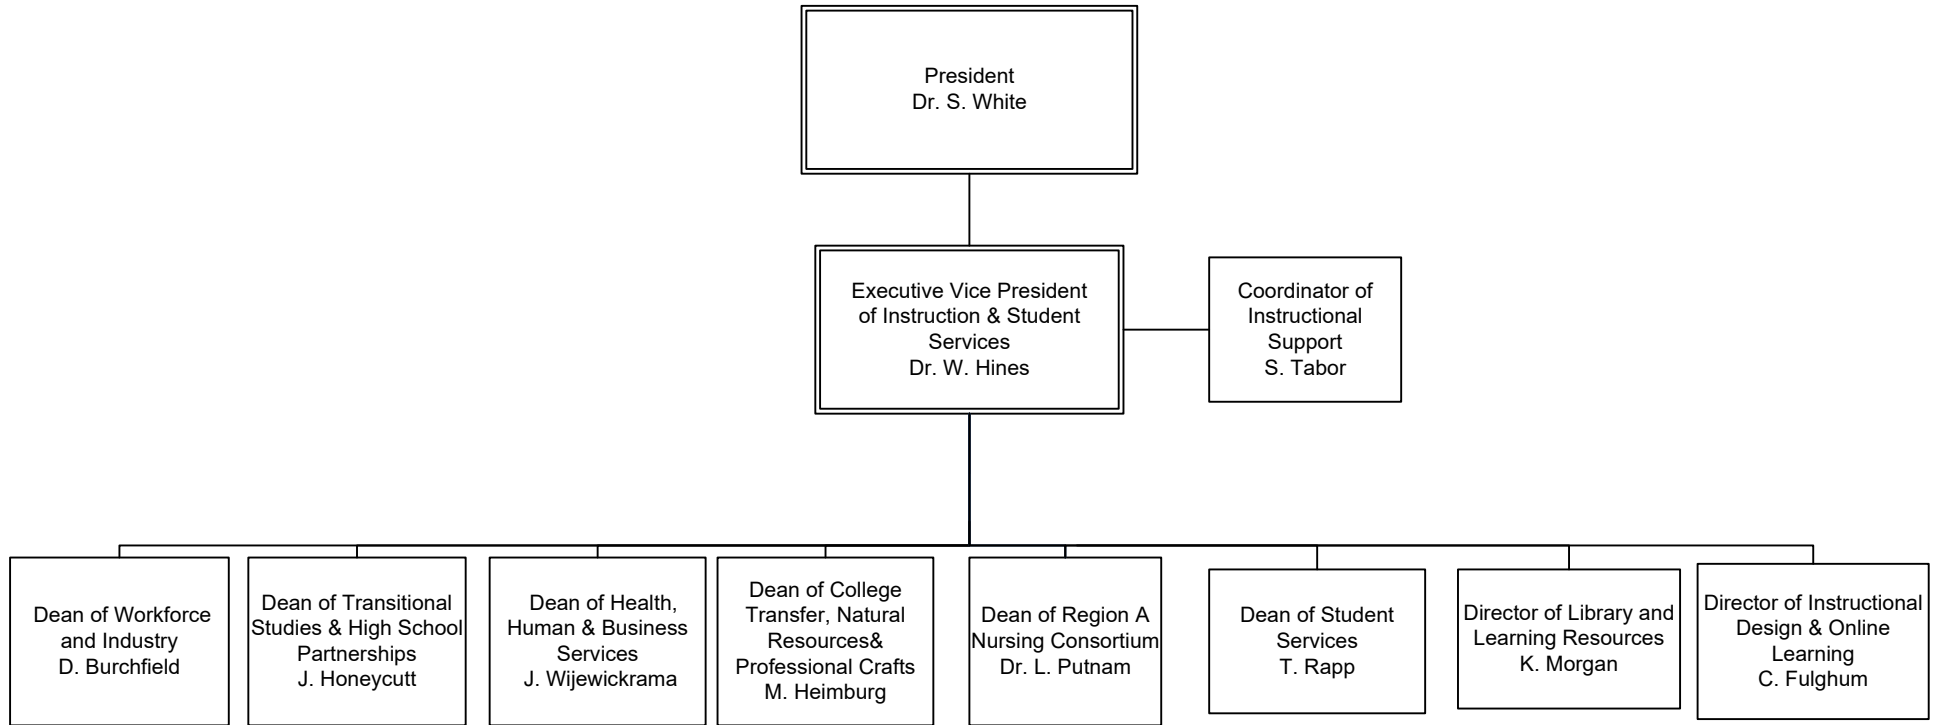 President
Dr. S. White
Executive Vice President
of Instruction & Student
Services
Dr. W. Hines
Coordinator of
Instructional
Support
S. Tabor
Dean of Workforce
and Industry
D. Burchfield
Dean of Transitional
Studies & High School
Partnerships
J. Honeycutt
Dean of Health,
Human & Business
Services
J. Wijewickrama
Dean of College
Transfer, Natural
Resources&
Professional Crafts
M. Heimburg
Dean of Region A
Nursing Consortium
Dr. L. Putnam
Dean of Student
Services
T. Rapp
Director of Library and
Learning Resources
K. Morgan
Director of Instructional
Design & Online
Learning
C. Fulghum